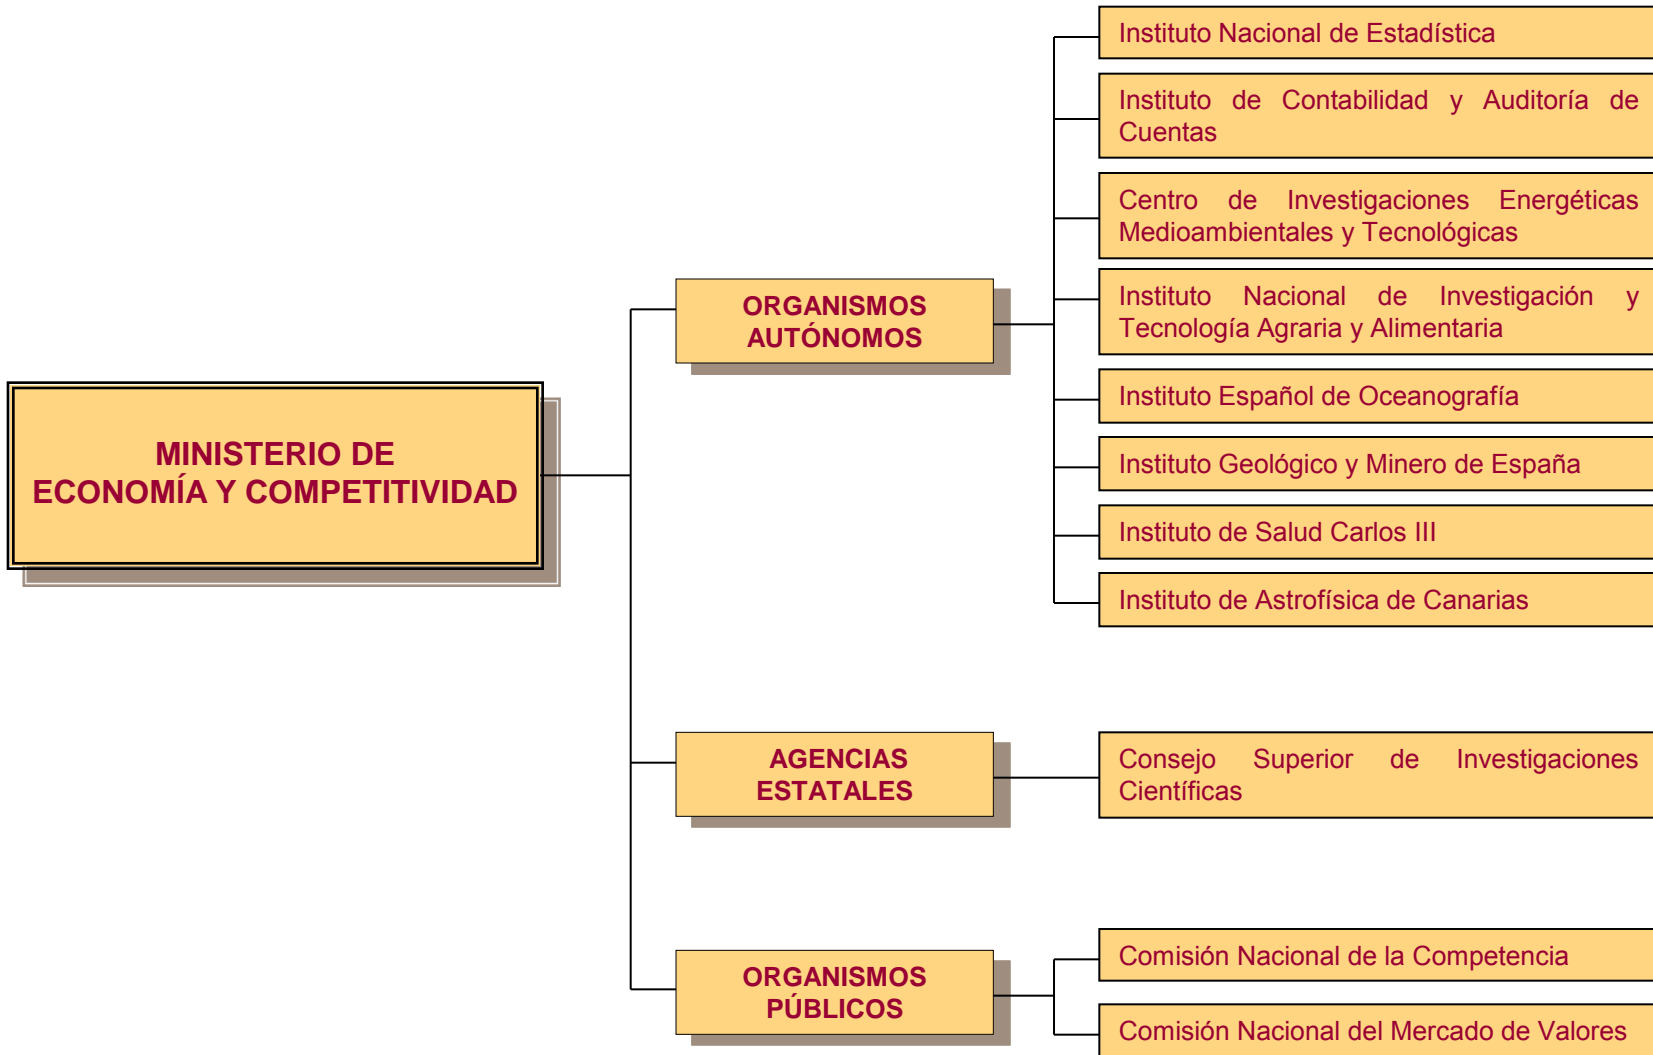 Instituto Nacional de Estadística
Instituto de Contabilidad y Auditoría de
Cuentas
Centro de Investigaciones Energéticas
Medioambientales y Tecnológicas
ORGANISMOS
AUTÓNOMOS
Instituto Nacional de Investigación y
Tecnología Agraria y Alimentaria
Instituto Español de Oceanografía
MINISTERIO DE
ECONOMÍA Y COMPETITIVIDAD
Instituto Geológico y Minero de España
Instituto de Salud Carlos III
Instituto de Astrofísica de Canarias
AGENCIAS
ESTATALES
Consejo Superior de Investigaciones
Científicas
ORGANISMOS
PÚBLICOS
Comisión Nacional de la Competencia
Comisión Nacional del Mercado de Valores